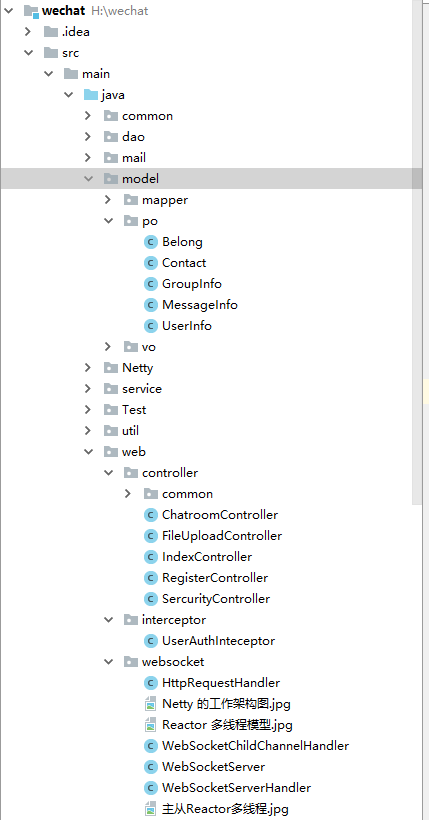 wechat H:\wechat
.idea
src
main
java
common
dao
mail
model
mapper
po
Belong
Contact
GroupInfo
MessageInfo
UserInfo
vo
Netty
service
Test
util
web
controller
common
ChatroomController
FileUploadController
IndexController
RegisterController
SercurityController
interceptor
UserAuthInteceptor
websocket
HttpRequestHandler
Netty 的工作架构图.jpg
Reactor 多线程模型.jpg
WebSocketChildChannelHandler
WebSocketServer
WebSocketServerHandler
主从Reactor多线程.jpg